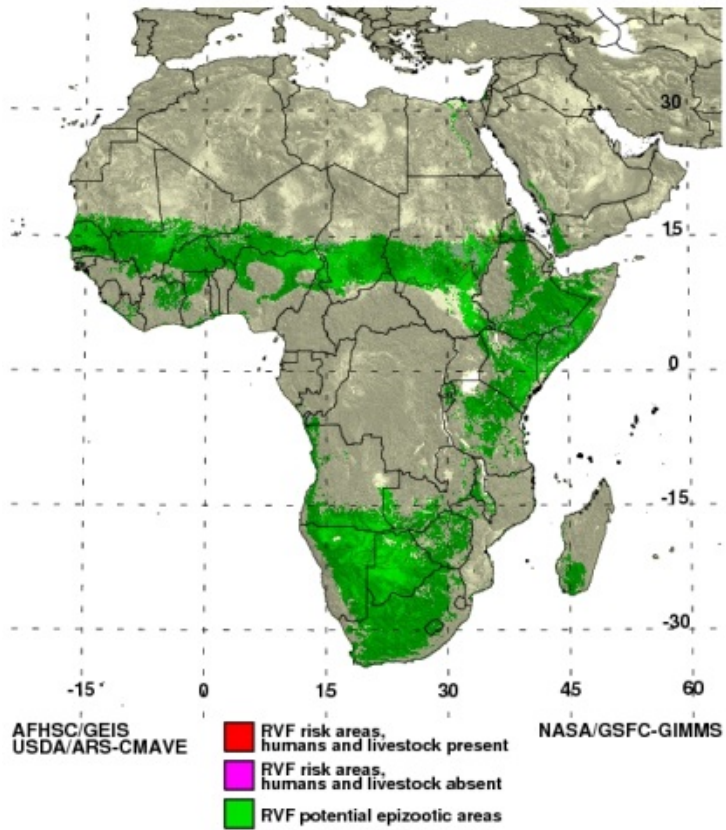 30
15
0
-15
-30
-15 0 15 30 45 60
AFHSC/GEIS
USDA/ARS-CMAVE
NASA/GSFC-GIMMS
RVF risk areas,
humans and livestock present
RVF risk areas,
humans and livestock absent
RVF potential epizootic areas